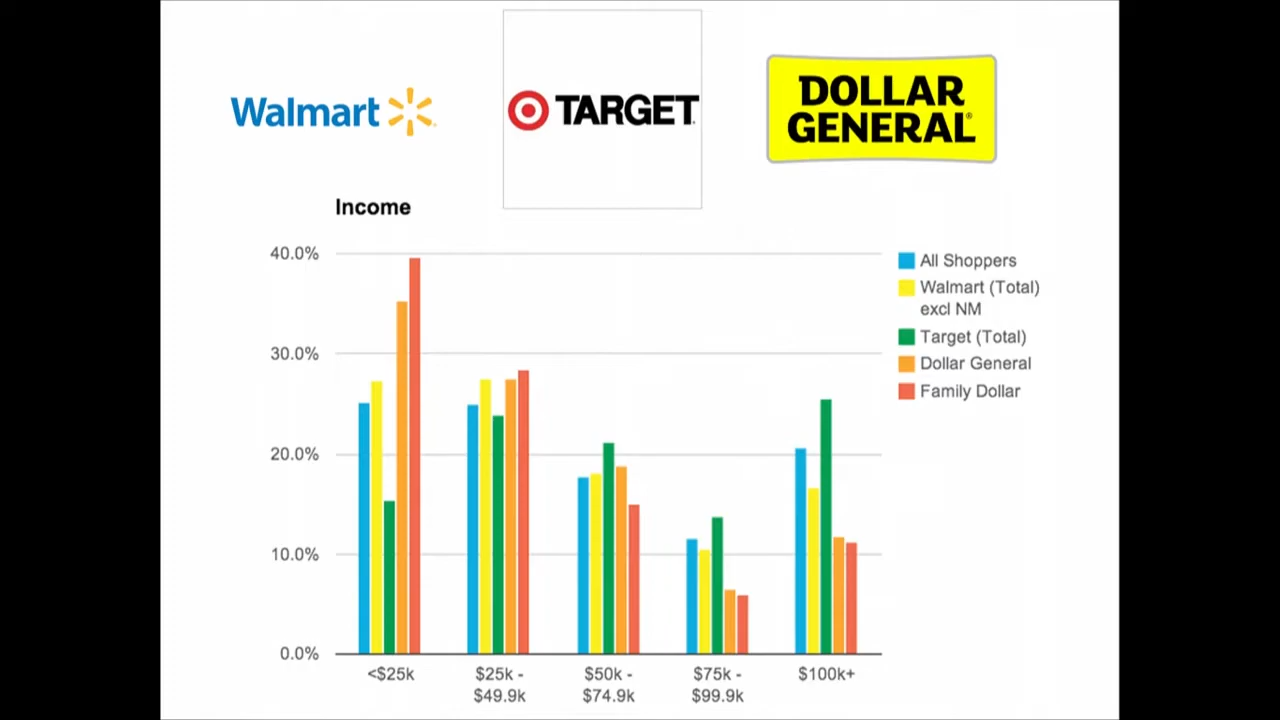 Walmart
TARGET
DOLLAR
GENERAL®
Income
40.0%
30.0%
20.0%
10.0%
0.0%
<$25k
$25k -
$49.9k
$50k -
$74.9k
$75k -
$99.9k
$100k+
All Shoppers
Walmart (Total)
excl NM
Target (Total)
Dollar General
Family Dollar